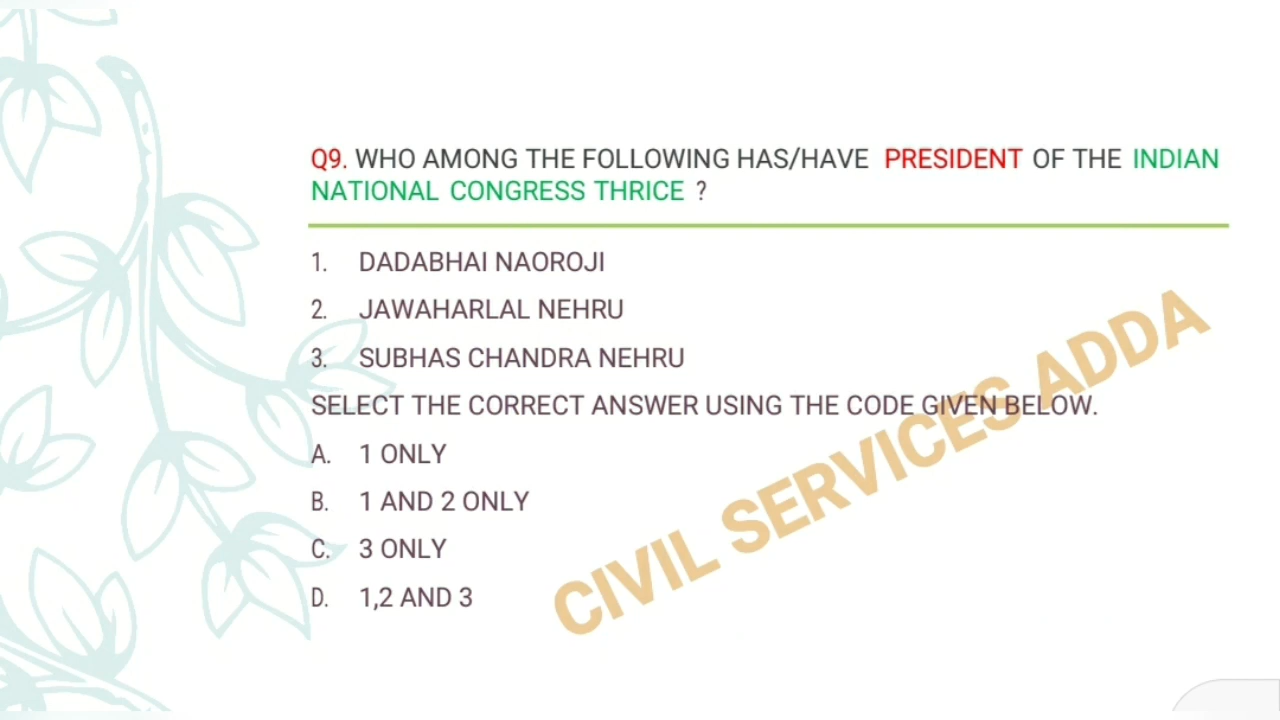 Q9. WHO AMONG THE FOLLOWING HAS/HAVE PRESIDENT OF THE INDIAN
NATIONAL CONGRESS THRICE ?
1. DADABHAI NAOROJI
2. JAWAHARLAL NEHRU
3. SUBHAS CHANDRA NEHRU
SELECT THE CORRECT ANSWER USING THE CODE GIVEN BELOW.
A. 1 ONLY
B. 1 AND 2 ONLY
C. 3 ONLY
D. 1,2 AND 3
CIVIL SERVICES ADDA